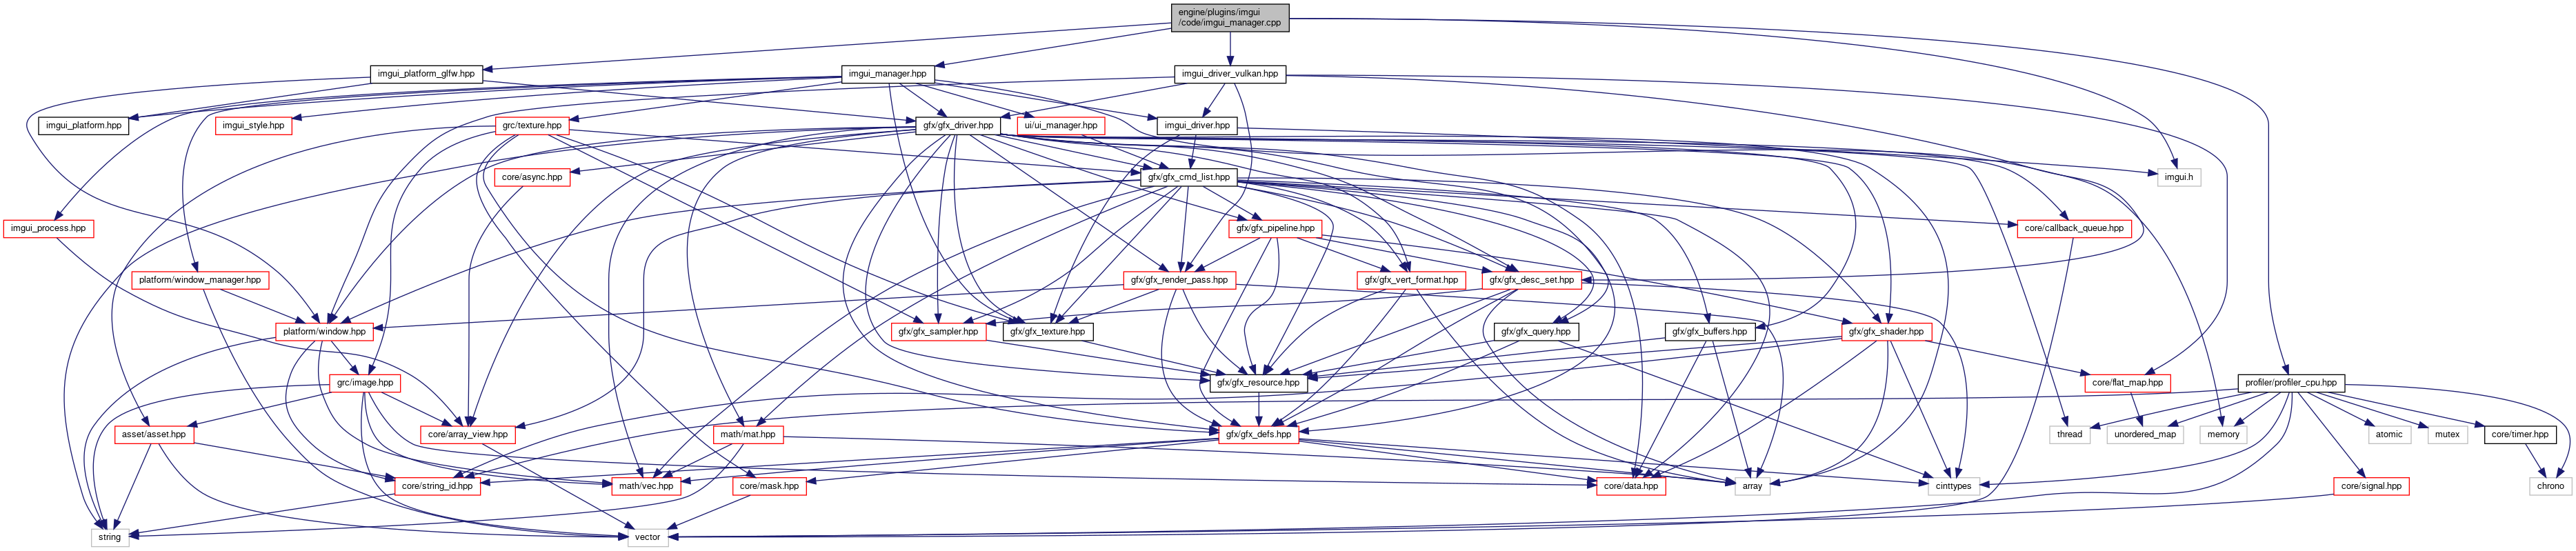 engine/plugins/imgui
/code/imgui_manager.cpp
imgui_platform_glfw.hpp
imgui_manager.hpp
imgui_driver_vulkan.hpp
imgui_platform.hpp
imgui_style.hpp
grc/texture.hpp
gfx/gfx_driver.hpp
ui/ui_manager.hpp
imgui_driver.hpp
core/async.hpp
gfx/gfx_cmd_list.hpp
imgui.h
imgui_process.hpp
gfx/gfx_pipeline.hpp
core/callback_queue.hpp
platform/window_manager.hpp
gfx/gfx_render_pass.hpp
gfx/gfx_vert_format.hpp
gfx/gfx_desc_set.hpp
platform/window.hpp
gfx/gfx_sampler.hpp
gfx/gfx_texture.hpp
gfx/gfx_query.hpp
gfx/gfx_buffers.hpp
gfx/gfx_shader.hpp
grc/image.hpp
gfx/gfx_resource.hpp
core/flat_map.hpp
profiler/profiler_cpu.hpp
asset/asset.hpp
core/array_view.hpp
math/mat.hpp
gfx/gfx_defs.hpp
thread
unordered_map
memory
atomic
mutex
core/timer.hpp
core/string_id.hpp
math/vec.hpp
core/mask.hpp
core/data.hpp
array
cinttypes
core/signal.hpp
chrono
string
vector